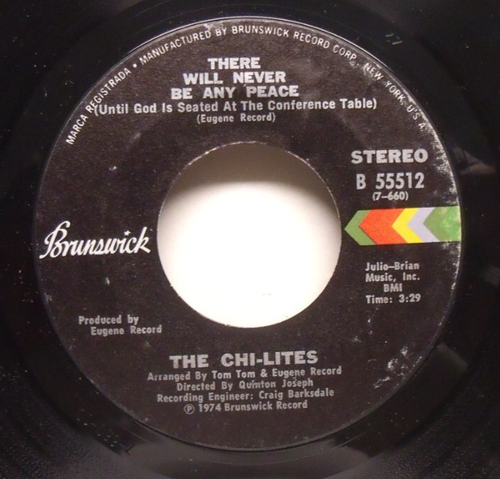 MARCA REGISTRADA • MANUFACTURED BY BRUNSWICK RECORD CORP. NEW YORK, U.S.A.
THERE
WILL NEVER
BE ANY PEACE
(Until God Is Seated At The Conference Table)
(Eugene Record)
STEREO
B 55512
(7-660)
Brunswick
Julio-Brian
Music, Inc.
BMI
Time: 3:29
Produced by
Eugene Record
THE CHI-LITES
Arranged By Tom Tom & Eugene Record
Directed By Quinton Joseph
Recording Engineer: Craig Barksdale
℗ 1974 Brunswick Record